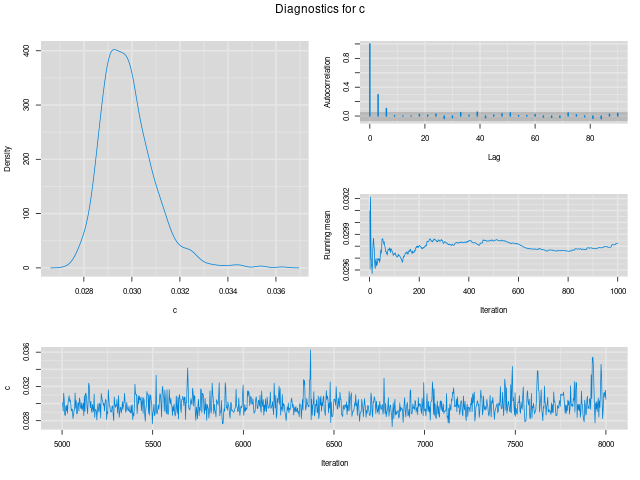 Diagnostics for c
Density
400
300
200
100
0
0.028 0.030 0.032 0.034 0.036
c
Autocorrelation
0.8
0.4
0.0
0 20 40 60 80
Lag
Running mean
0.0302
0.0299
0.0296
0 200 400 600 800 1000
Iteration
c
0.036
0.032
0.028
5000 5500 6000 6500 7000 7500 8000
Iteration